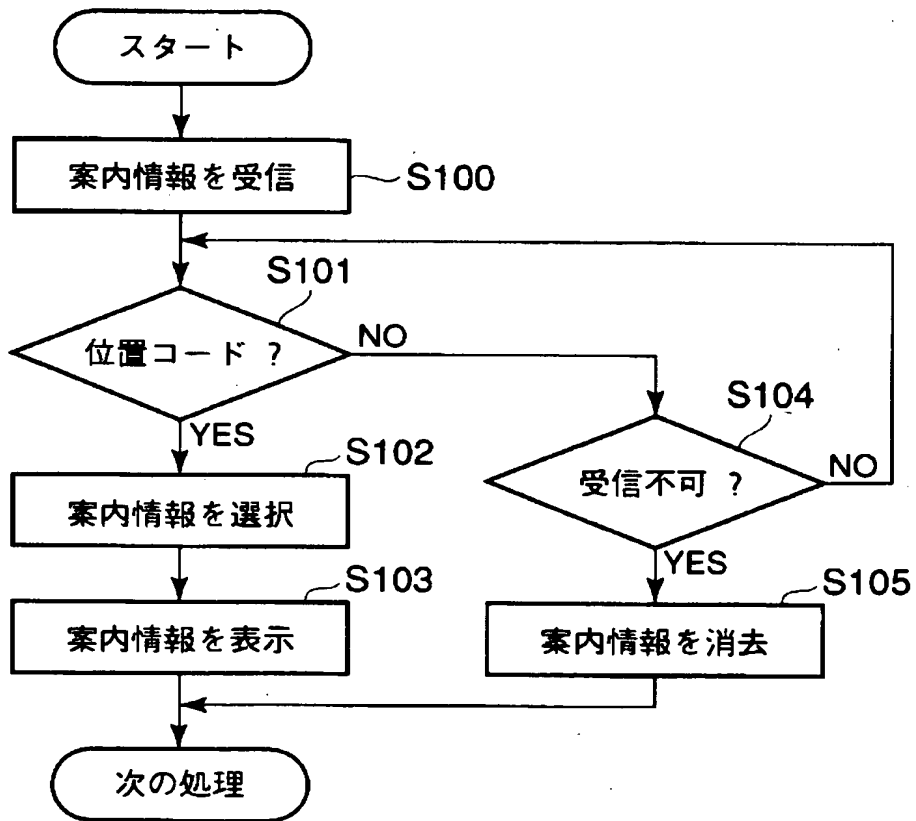 スタート
案内情報を受信
S100
S101
位置コード ?
NO
YES
S104
受信不可 ?
NO
YES
S102
案内情報を選択
S103
案内情報を表示
S105
案内情報を消去
次の処理